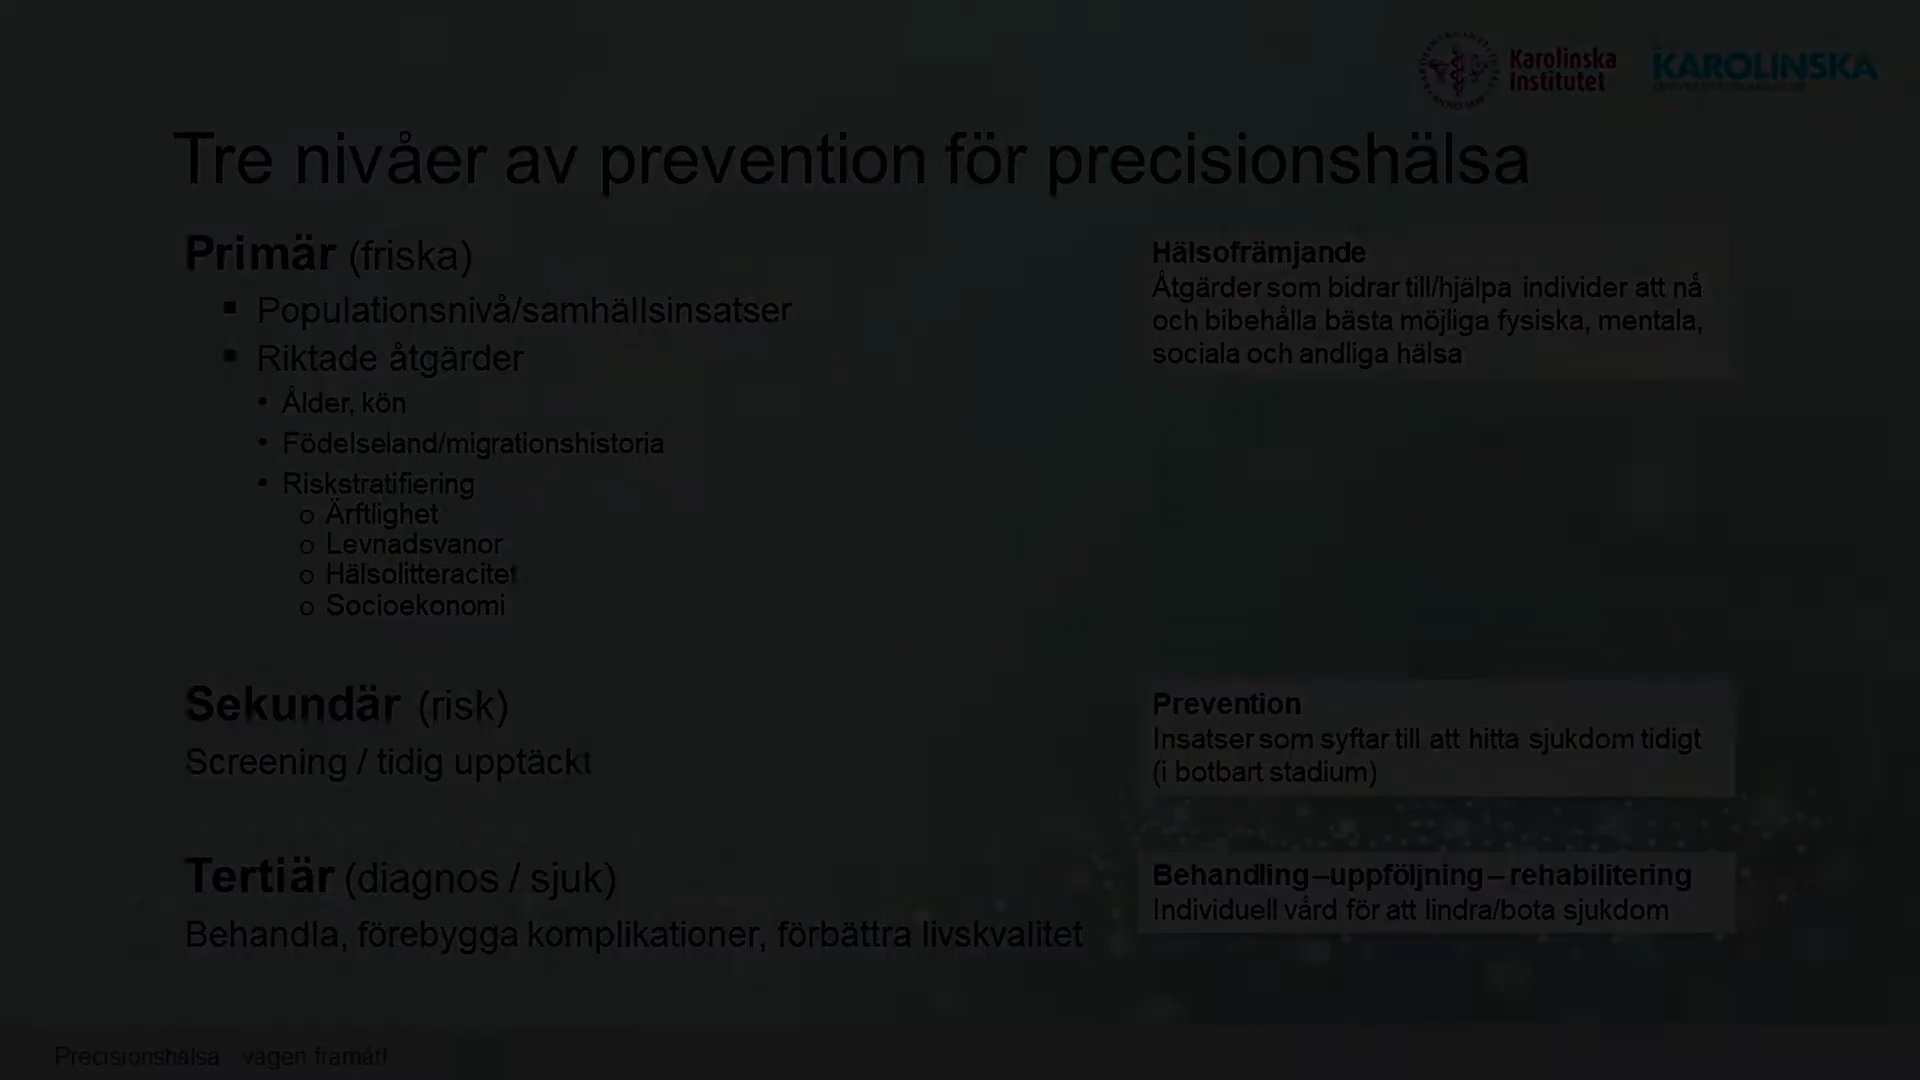 Karolinska
Institutet
KAROLINSKA
Tre nivåer av prevention för precisionshälsa
Primär (friska)
▪ Populationsnivå/samhällsinsatser
▪ Riktade åtgärder
• Ålder, kön
• Födelseland/migrationshistoria
• Riskstratifiering
o Ärftlighet
o Levnadsvanor
o Hälsolitteracitet
o Socioekonomi
Hälsofrämjande
Åtgärder som bidrar till/hjälpa individer att nå
och bibehålla bästa möjliga fysiska, mentala,
sociala och andliga hälsa
Sekundär (risk)
Screening / tidig upptäckt
Prevention
Insatser som syftar till att hitta sjukdom tidigt
(i botbart stadium)
Tertiär (diagnos / sjuk)
Behandla, förebygga komplikationer, förbättra livskvalitet
Behandling–uppföljning–rehabilitering
Individuell vård för att lindra/bota sjukdom
Precisionshälsa vägen framåt!